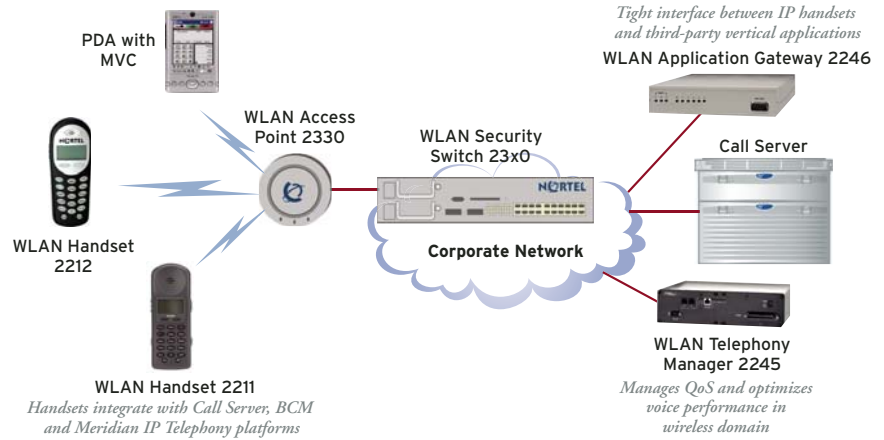 PDA with
MVC
WLAN Access
Point 2330
NORTEL
WLAN Handset
2212
WLAN Handset 2211
Handsets integrate with Call Server, BCM
and Meridian IP Telephony platforms
WLAN Security
Switch 23x0
NORTEL
Corporate Network
Tight interface between IP handsets
and third-party vertical applications
WLAN Application Gateway 2246
Call Server
WLAN Telephony
Manager 2245
Manages QoS and optimizes
voice performance in
wireless domain